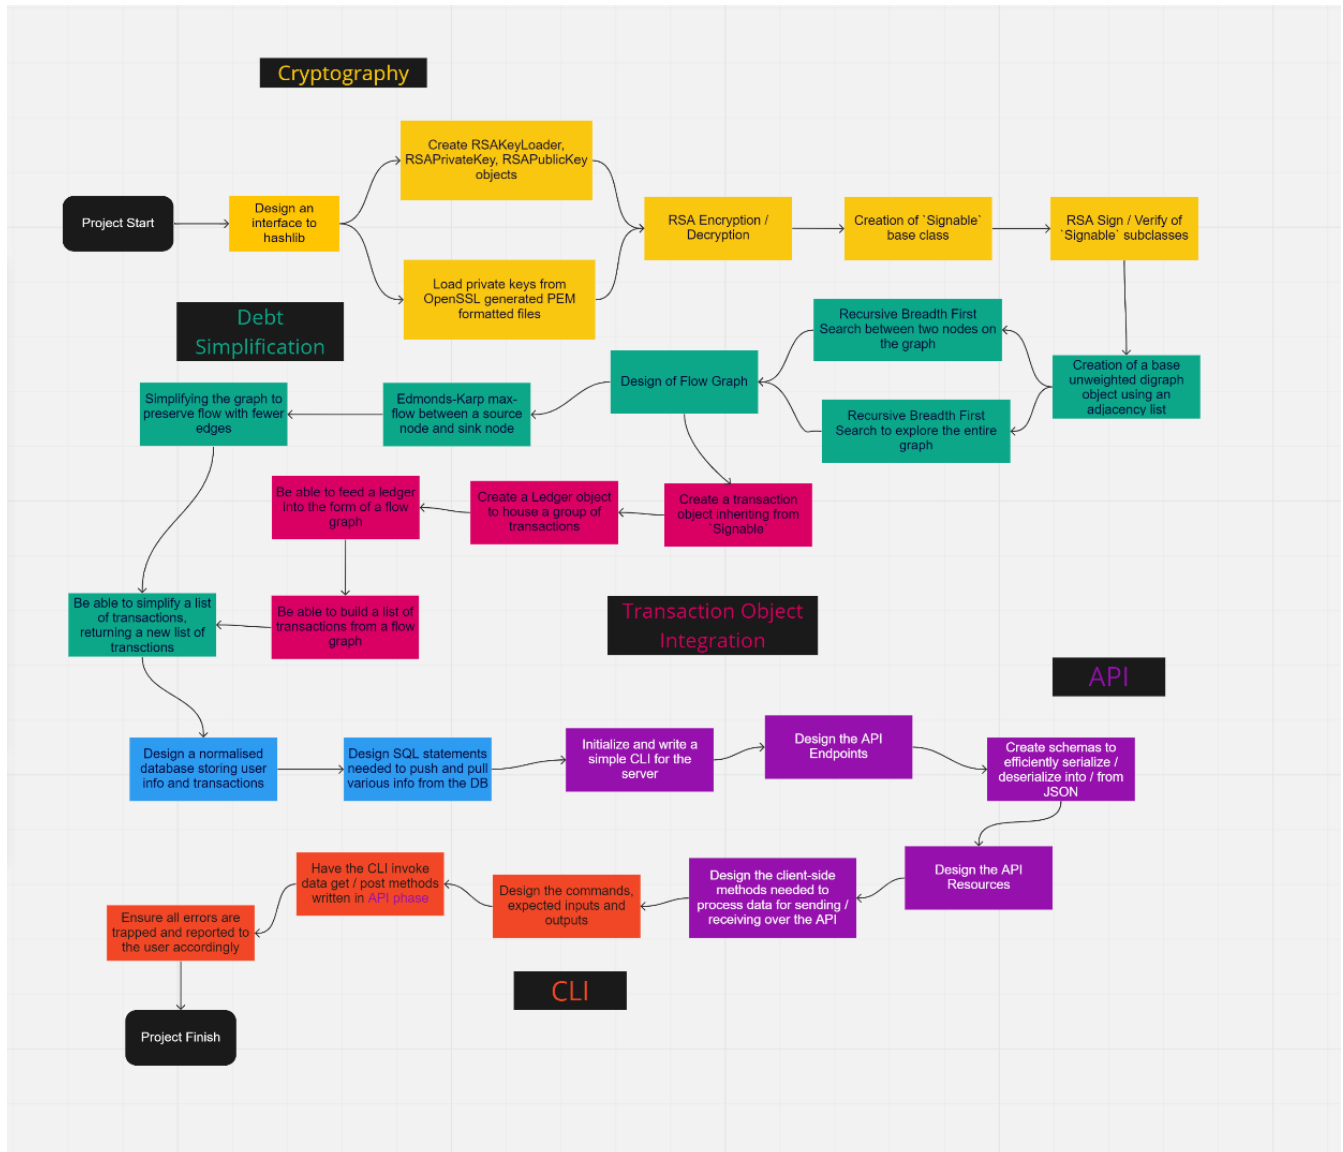 Cryptography
Create RSAKeyLoader,
RSAPrivateKey, RSAPublicKey
objects
Project Start
Design an
interface to
hashlib
RSA Encryption /
Decryption
Creation of `Signable`
base class
RSA Sign / Verify of
`Signable` subclasses
Load private keys from
OpenSSL generated PEM
formatted files
Debt
Simplification
Recursive Breadth First
Search between two nodes on
the graph
Creation of a base
unweighted digraph
object using an
adjacency list
Design of Flow Graph
Edmonds-Karp max-
flow between a source
node and sink node
Simplifying the graph to
preserve flow with fewer
edges
Recursive Breadth First
Search to explore the entire
graph
Be able to feed a ledger
into the form of a flow
graph
Create a Ledger object
to house a group of
transactions
Create a transaction
object inheriting from
`Signable`
Be able to simplify a list
of transactions,
returning a new list of
transctions
Be able to build a list of
transactions from a flow
graph
Transaction Object
Integration
API
Design a normalised
database storing user
info and transactions
Design SQL statements
needed to push and pull
various info from the DB
Initialize and write a
simple CLI for the
server
Design the API
Endpoints
Create schemas to
efficiently serialize /
deserialize into / from
JSON
Design the API
Resources
Design the client-side
methods needed to
process data for sending /
receiving over the API
Design the commands,
expected inputs and
outputs
Have the CLI invoke
data get / post methods
written in API phase
Ensure all errors are
trapped and reported to
the user accordingly
CLI
Project Finish